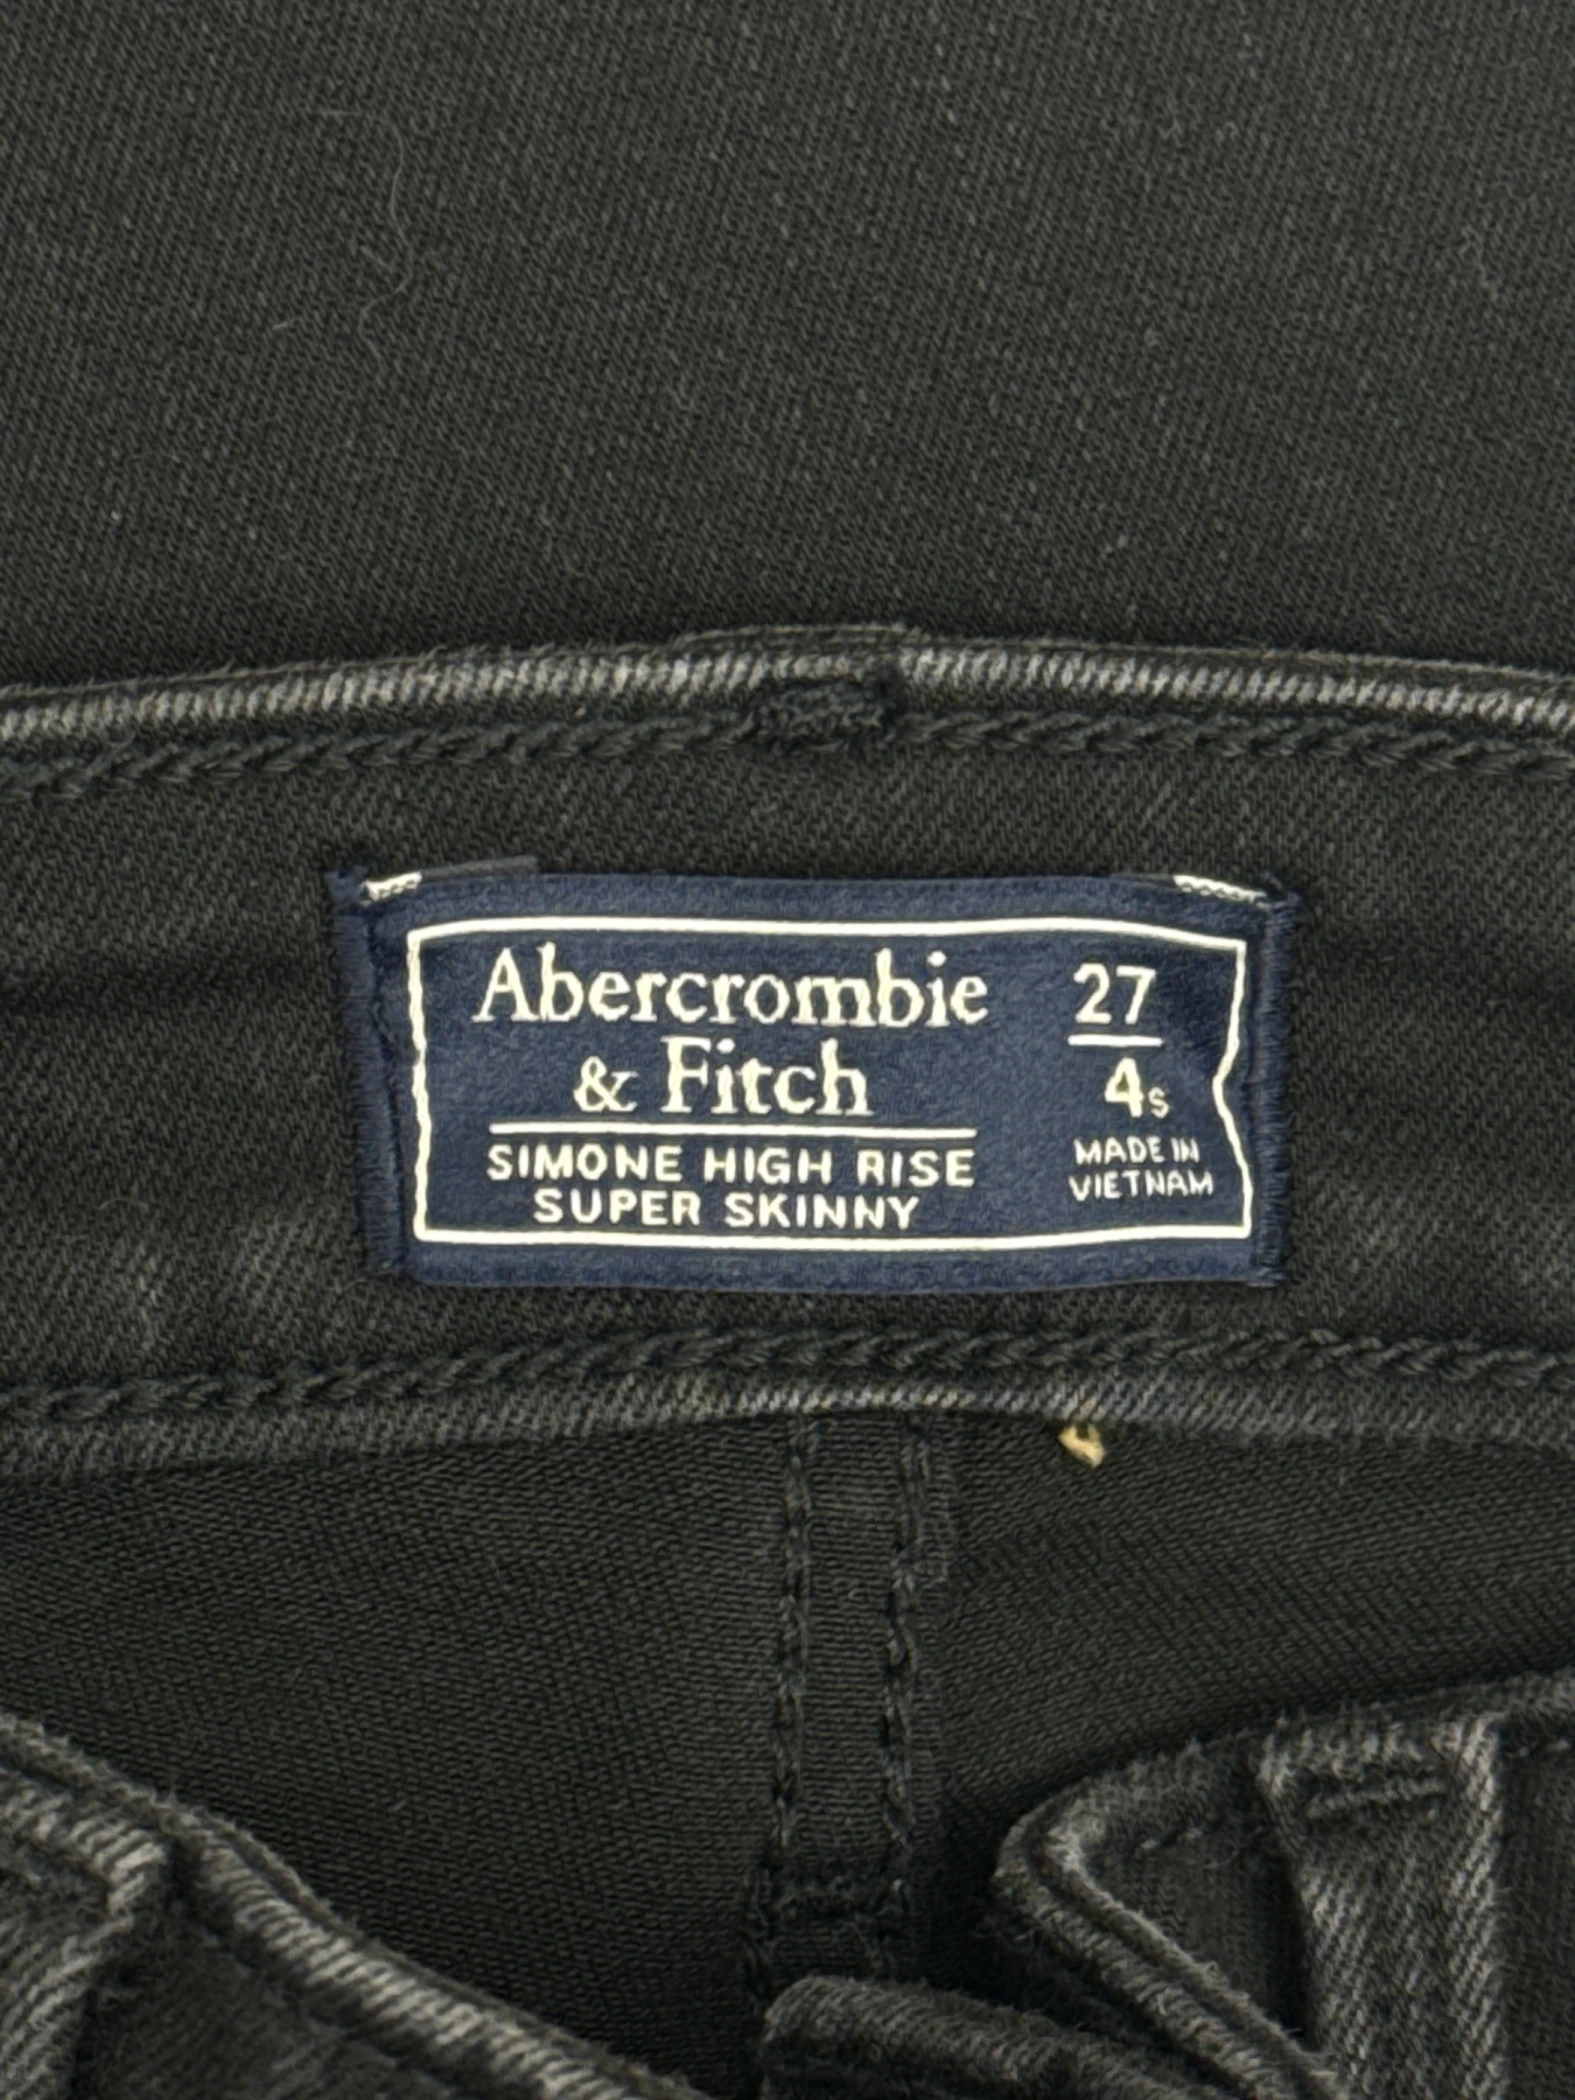 Abercrombie
& Fitch
SIMONE HIGH RISE
SUPER SKINNY
27
4s
MADE IN
VIETNAM